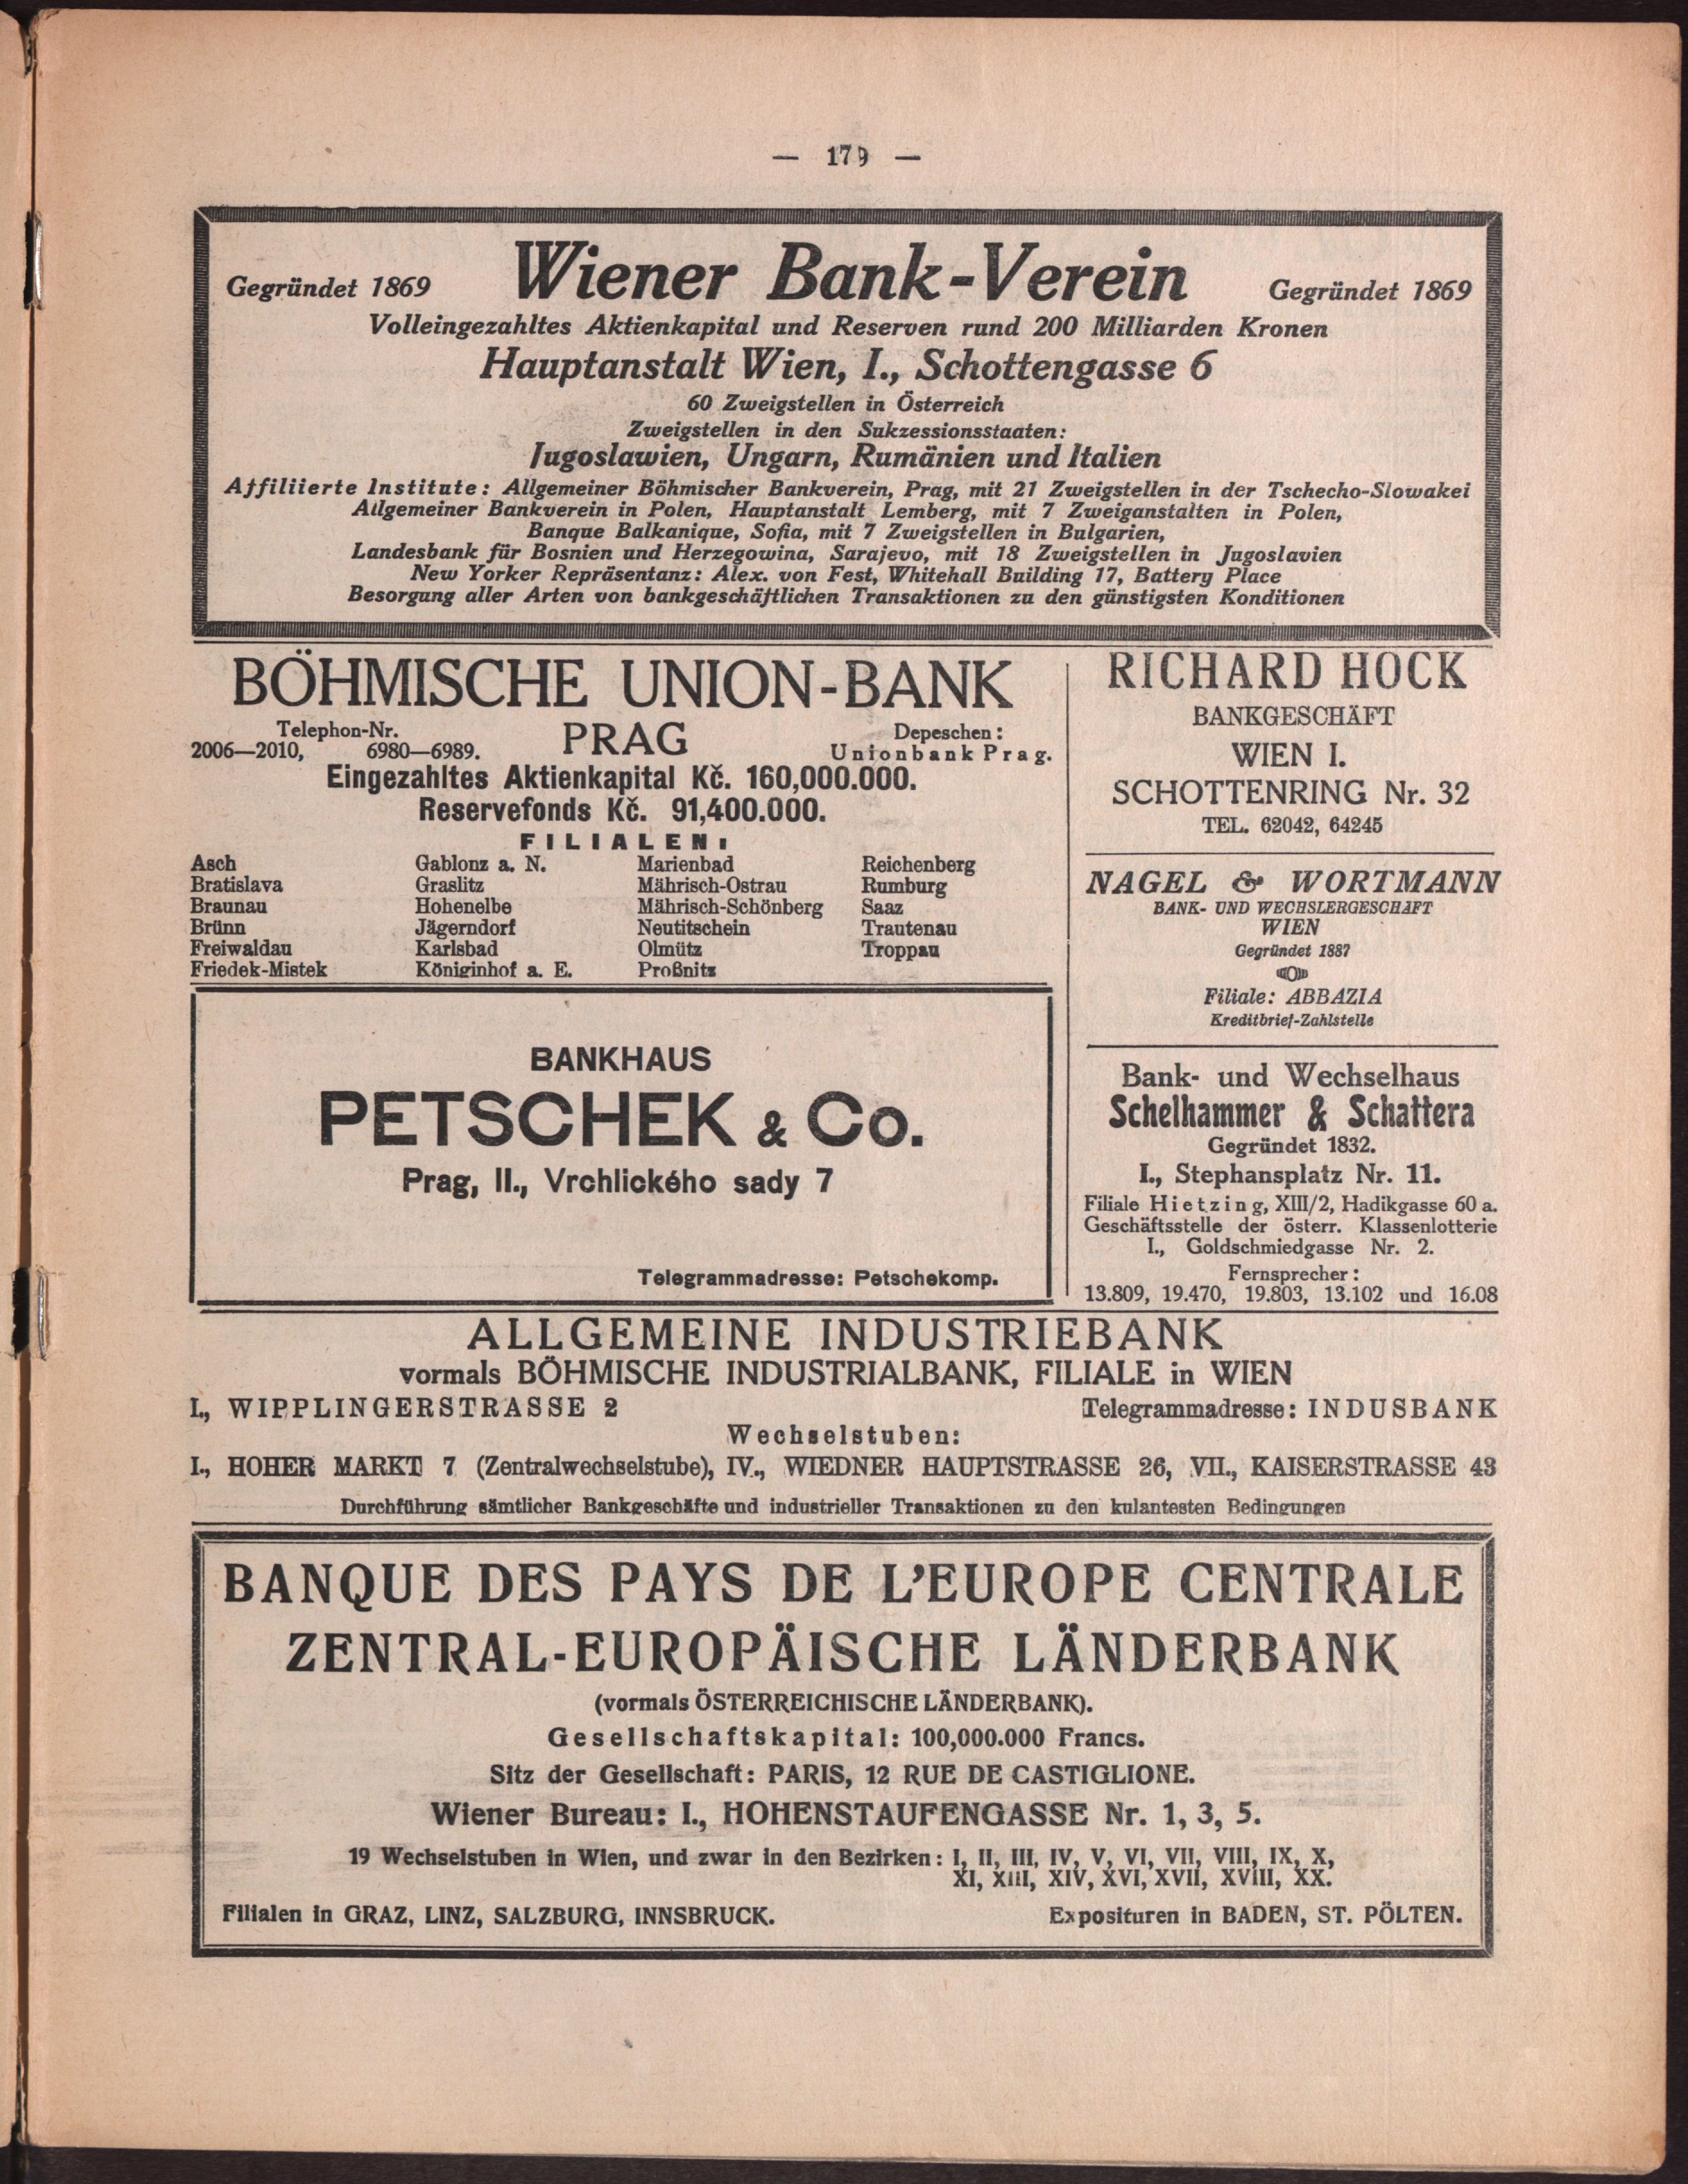 — 179 —
Wiener Bank-Verein
Gegründet 1869
Gegründet 1869
Volleingezahltes Aktienkapital und Reserven rund 200 Milliarden Kronen
Hauptanstalt Wien, I., Schottengasse 6
60 Zweigstellen in Österreich
Zweigstellen in den Sukzessionsstaaten:
Jugoslawien, Ungarn, Rumänien und Italien
Affiliierte Institute: Allgemeiner Böhmischer Bankverein, Prag, mit 21 Zweigstellen in der Tschecho-Slowakei
Allgemeiner Bankverein in Polen, Hauptanstalt Lemberg, mit 7 Zweiganstalten in Polen,
Banque Balkanique, Sofia, mit 7 Zweigstellen in Bulgarien,
Landesbank für Bosnien und Herzegowina, Sarajevo, mit 18 Zweigstellen in Jugoslavien
New Yorker Repräsentanz: Alex. von Fest, Whitehall Building 17, Battery Place
Besorgung aller Arten von bankgeschäftlichen Transaktionen zu den günstigsten Konditionen
BÖHMISCHE UNION-BANK
Telephon-Nr.
2006—2010, 6980—6989.
PRAG
Depeschen:
Unionbank Prag.
Eingezahltes Aktienkapital Kč. 160,000.000.
Reservefonds Kč. 91,400.000.
FILIALEN:
Asch Gablonz a. N. Marienbad Reichenberg
Bratislava Graslitz Mährisch-Ostrau Rumburg
Braunau Hohenelbe Mährisch-Schönberg Saaz
Brünn Jägerndorf Neutitschein Trautenau
Freiwaldau Karlsbad Olmütz Troppau
Friedek-Mistek Königinhof a. E. Proßnitz
BANKHAUS
PETSCHEK & Co.
Prag, II., Vrchlického sady 7
Telegrammadresse: Petschekomp.
RICHARD HOCK
BANKGESCHÄFT
WIEN I.
SCHOTTENRING Nr. 32
TEL. 62042, 64245
NAGEL & WORTMANN
BANK- UND WECHSLERGESCHÄFT
WIEN
Gegründet 1887
Filiale: ABBAZIA
Kreditbrief-Zahlstelle
Bank- und Wechselhaus
Schelhammer & Schattera
Gegründet 1832.
I., Stephansplatz Nr. 11.
Filiale Hietzing, XIII/2, Hadikgasse 60 a.
Geschäftsstelle der österr. Klassenlotterie
I., Goldschmiedgasse Nr. 2.
Fernsprecher:
13.809, 19.470, 19.803, 13.102 und 16.08
ALLGEMEINE INDUSTRIEBANK
vormals BÖHMISCHE INDUSTRIALBANK, FILIALE in WIEN
I., WIPPLINGERSTRASSE 2 Telegrammadresse: INDUSBANK
Wechselstuben:
I., HOHER MARKT 7 (Zentralwechselstube), IV., WIEDNER HAUPTSTRASSE 26, VII., KAISERSTRASSE 43
Durchführung sämtlicher Bankgeschäfte und industrieller Transaktionen zu den kulantesten Bedingungen
BANQUE DES PAYS DE L'EUROPE CENTRALE
ZENTRAL-EUROPÄISCHE LÄNDERBANK
(vormals ÖSTERREICHISCHE LÄNDERBANK).
Gesellschaftskapital: 100,000.000 Francs.
Sitz der Gesellschaft: PARIS, 12 RUE DE CASTIGLIONE.
Wiener Bureau: I., HOHENSTAUFENGASSE Nr. 1, 3, 5.
19 Wechselstuben in Wien, und zwar in den Bezirken: I, II, III, IV, V, VI, VII, VIII, IX, X,
XI, XIII, XIV, XVI, XVII, XVIII, XX.
Filialen in GRAZ, LINZ, SALZBURG, INNSBRUCK. Exposituren in BADEN, ST. PÖLTEN.